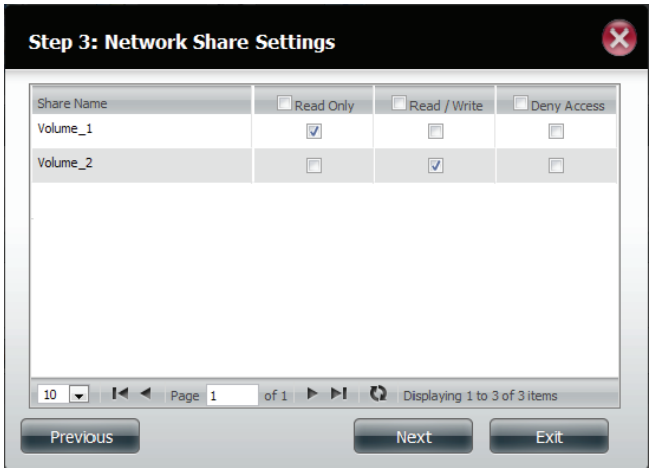 Step 3: Network Share Settings
Share Name Read Only Read / Write Deny Access
Volume_1
Volume_2
10 Page 1 of 1 Displaying 1 to 3 of 3 items
Previous Next Exit